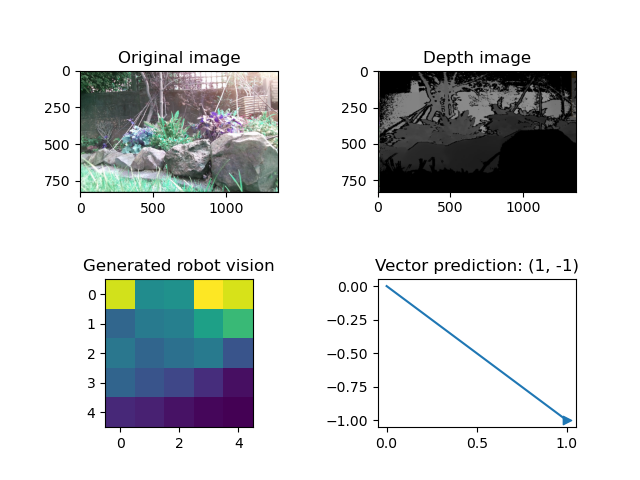 Original image
0
250
500
750
0 500 1000
Depth image
0
250
500
750
0 500 1000
Generated robot vision
0
1
2
3
4
0 2 4
Vector prediction: (1, -1)
0.00
−0.25
−0.50
−0.75
−1.00
0.0 0.5 1.0